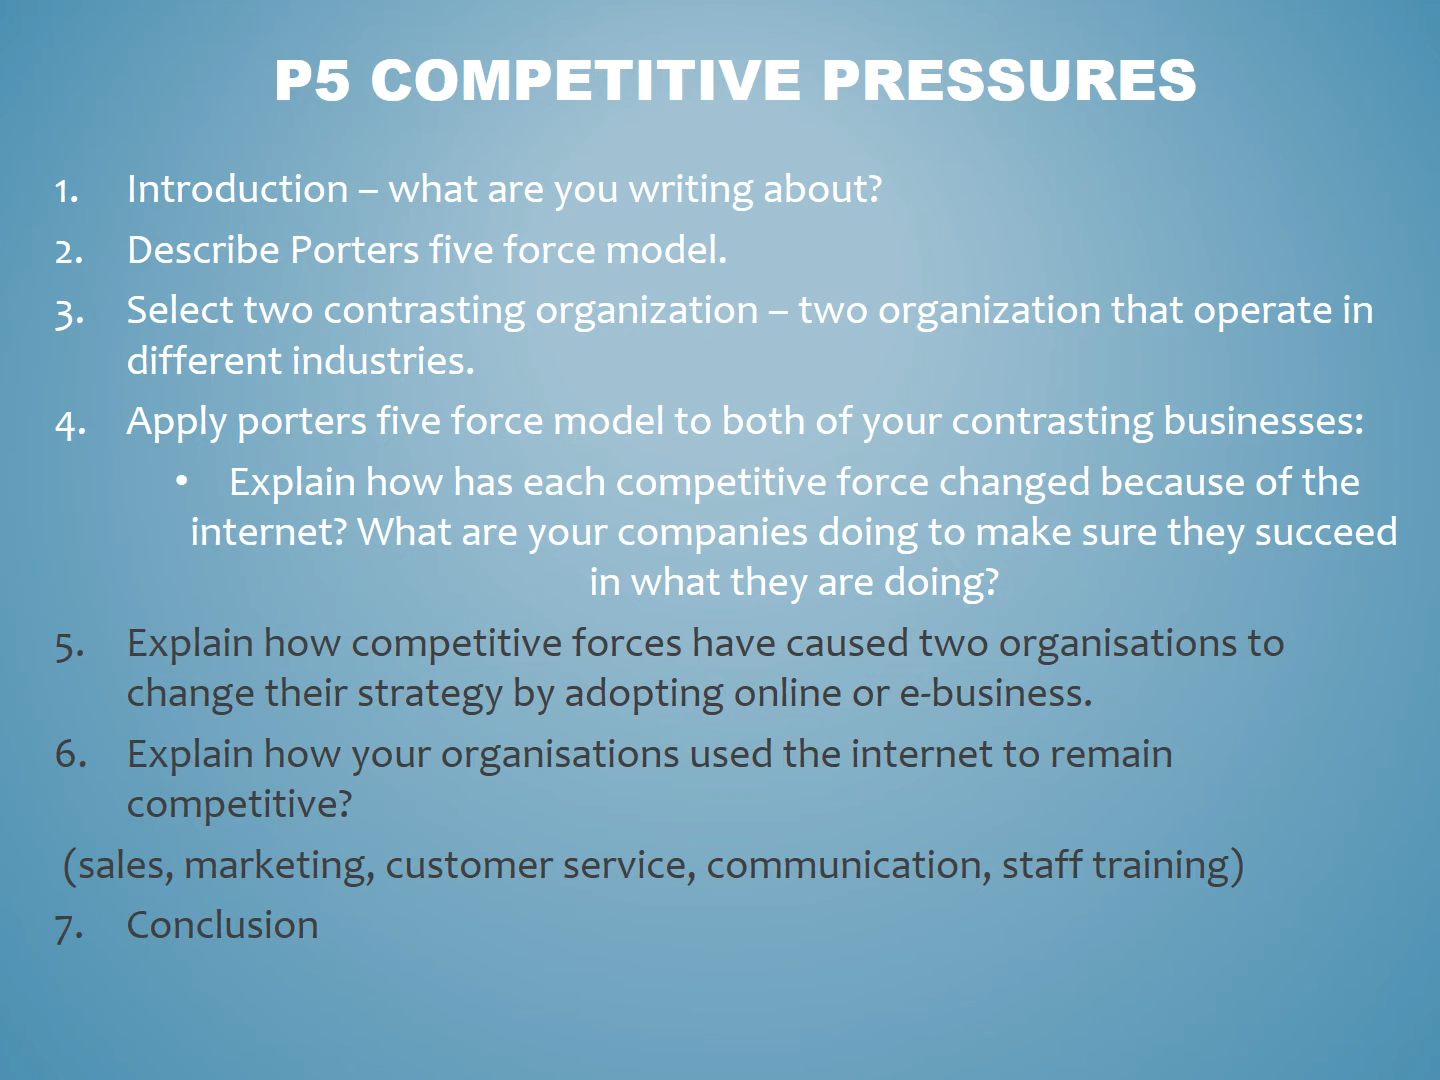 P5 COMPETITIVE PRESSURES
1. Introduction – what are you writing about?
2. Describe Porters five force model.
3. Select two contrasting organization – two organization that operate in
different industries.
4. Apply porters five force model to both of your contrasting businesses:
• Explain how has each competitive force changed because of the
internet? What are your companies doing to make sure they succeed
in what they are doing?
5. Explain how competitive forces have caused two organisations to
change their strategy by adopting online or e-business.
6. Explain how your organisations used the internet to remain
competitive?
(sales, marketing, customer service, communication, staff training)
7. Conclusion